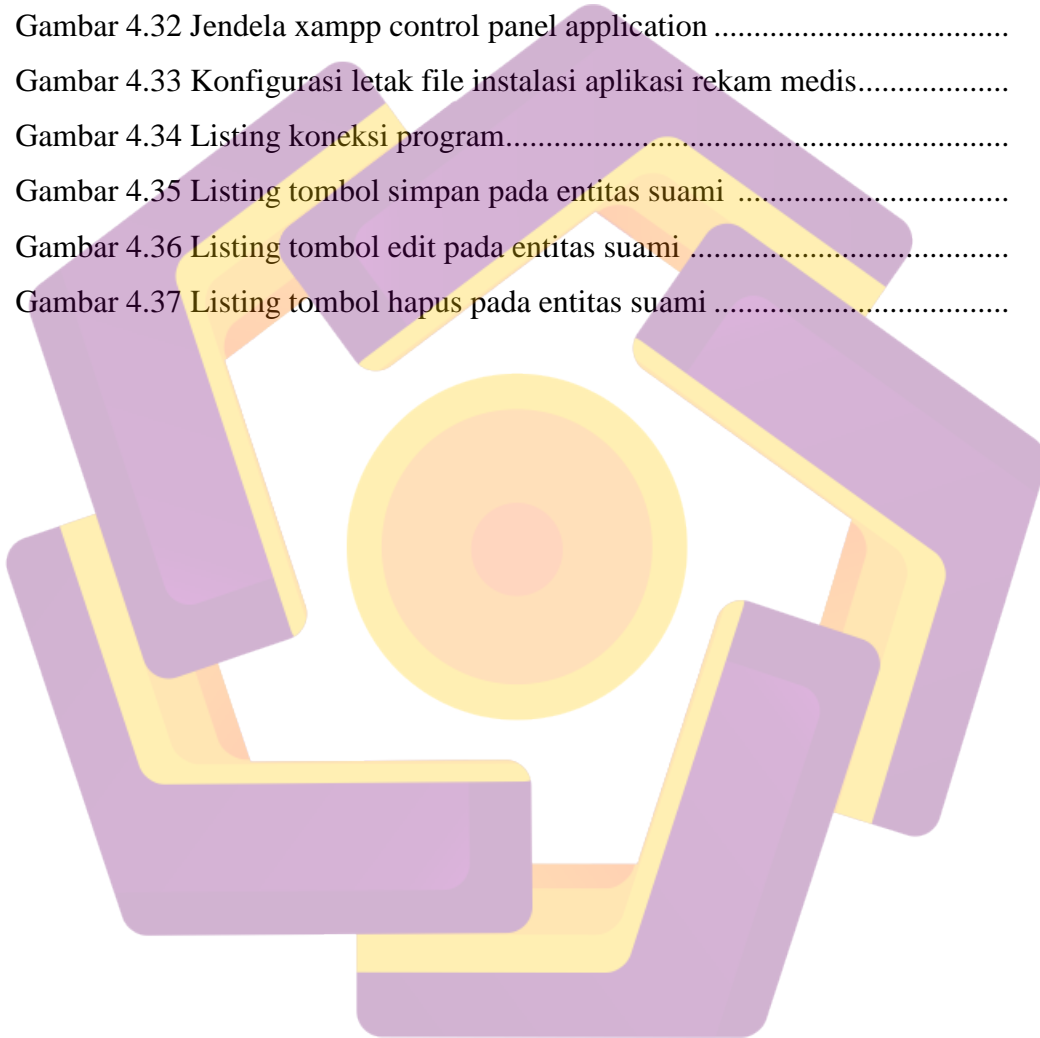 Gambar 4.32 Jendela xampp control panel application ....................................
Gambar 4.33 Konfigurasi letak file instalasi aplikasi rekam medis...................
Gambar 4.34 Listing koneksi program..............................................................
Gambar 4.35 Listing tombol simpan pada entitas suami .................................
Gambar 4.36 Listing tombol edit pada entitas suami .......................................
Gambar 4.37 Listing tombol hapus pada entitas suami ....................................